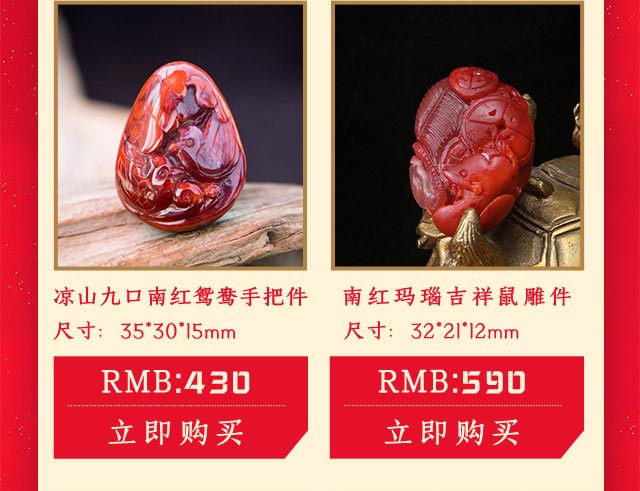 凉山九口南红鸳鸯手把件
尺寸：35*30*15mm
RMB:430
立即购买
南红玛瑙吉祥鼠雕件
尺寸：32*21*12mm
RMB:590
立即购买